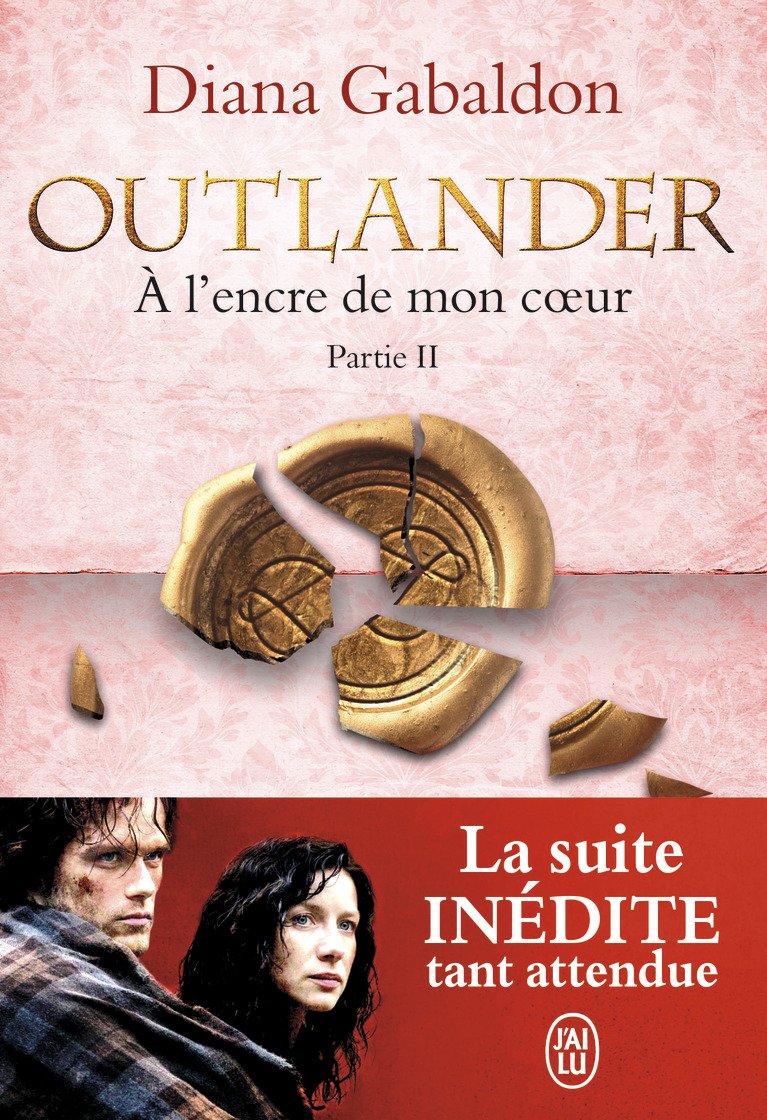 Diana Gabaldon
OUTLANDER
À l’encre de mon cœur
Partie II
La suite
INÉDITE
tant attendue
J’AI
LU